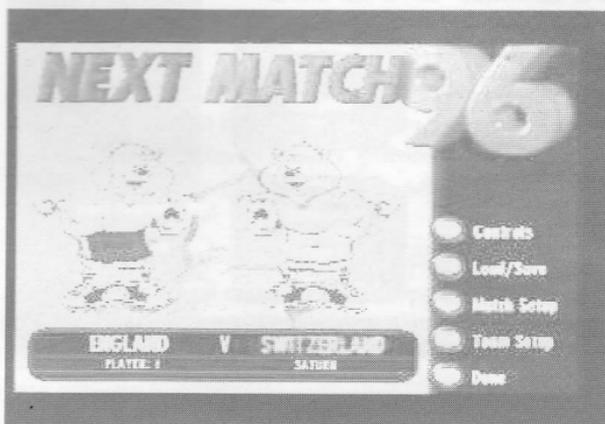 NEXT MATCH 96
Controls
Load/Save
Match Setup
Team Setup
Done
ENGLAND V SWITZERLAND
PLAYER: 1 SATURN